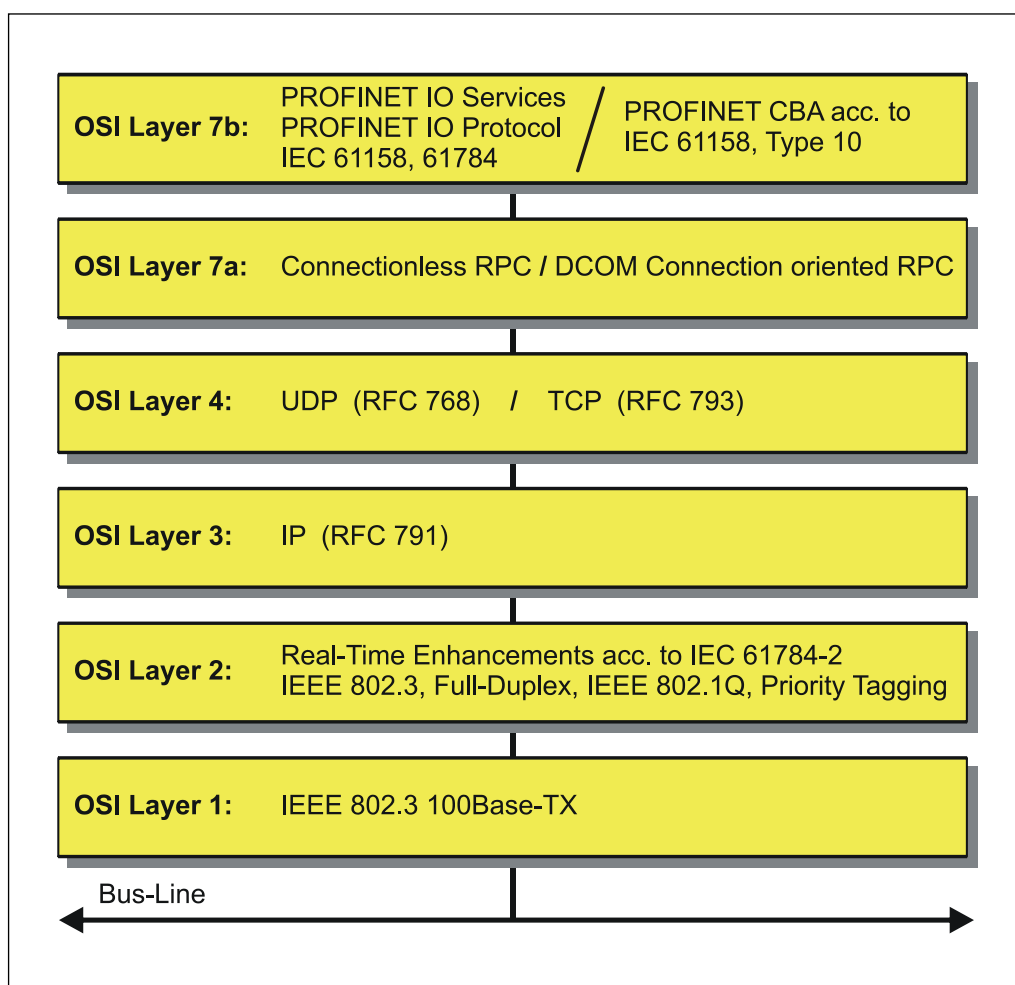 OSI Layer 7b:
PROFINET IO Services
PROFINET IO Protocol
IEC 61158, 61784
/
PROFINET CBA acc. to
IEC 61158, Type 10
OSI Layer 7a: Connectionless RPC / DCOM Connection oriented RPC
OSI Layer 4: UDP (RFC 768) / TCP (RFC 793)
OSI Layer 3: IP (RFC 791)
OSI Layer 2:
Real-Time Enhancements acc. to IEC 61784-2
IEEE 802.3, Full-Duplex, IEEE 802.1Q, Priority Tagging
OSI Layer 1: IEEE 802.3 100Base-TX
Bus-Line